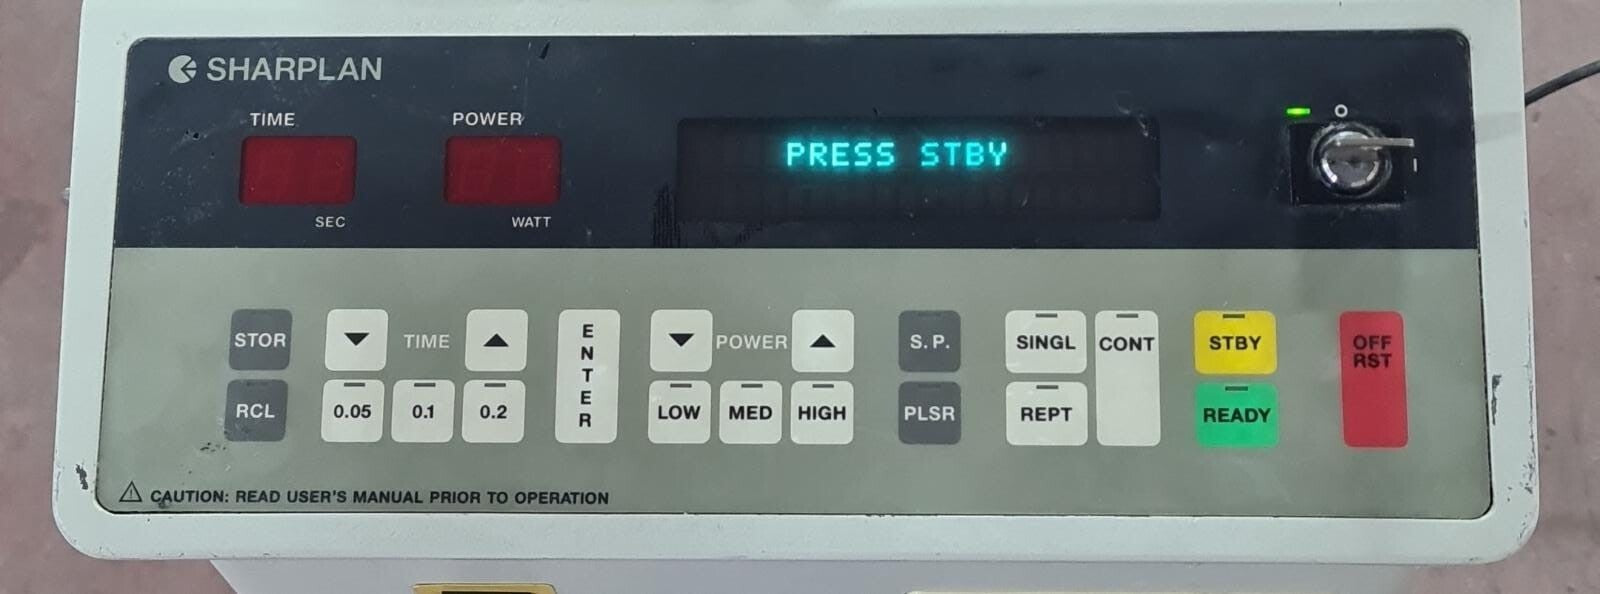 SHARPLAN
TIME
POWER
PRESS STBY
O
I
SEC
WATT
STOR
TIME
ENTER
POWER
S.P.
SINGL
CONT
STBY
OFF
RST
RCL
0.05
0.1
0.2
LOW
MED
HIGH
PLSR
REPT
READY
CAUTION: READ USER'S MANUAL PRIOR TO OPERATION